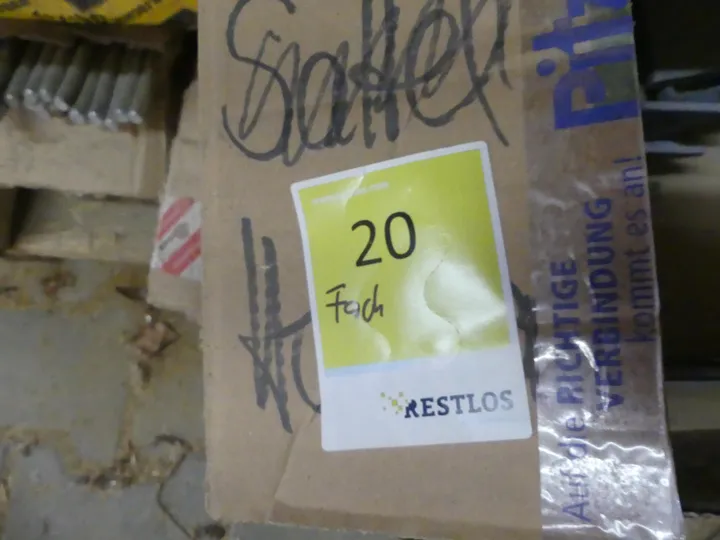 Sattel
20
Fach
RESTLOS
Auf die RICHTIGE
VERBINDUNG
kommt es an!